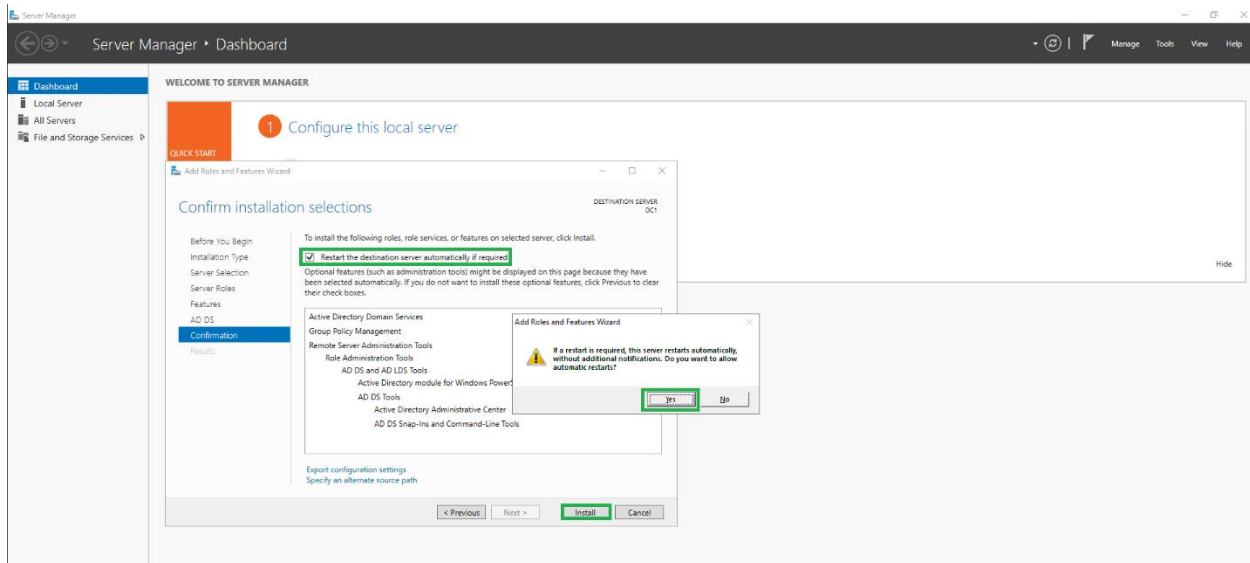 Server Manager
Server Manager • Dashboard
Manage Tools View Help
Dashboard
Local Server
All Servers
File and Storage Services
WELCOME TO SERVER MANAGER
1 Configure this local server
QUICK START
Add Roles and Features Wizard
Confirm installation selections
DESTINATION SERVER
DC1
Before You Begin
Installation Type
Server Selection
Server Roles
Features
AD DS
Confirmation
Results
To install the following roles, role services, or features on selected server, click Install.
Restart the destination server automatically if required
Optional features (such as administration tools) might be displayed on this page because they have
been selected automatically. If you do not want to install these optional features, click Previous to clear
their check boxes.
Active Directory Domain Services
Group Policy Management
Remote Server Administration Tools
Role Administration Tools
AD DS and AD LDS Tools
Active Directory module for Windows PowerS
AD DS Tools
Active Directory Administrative Center
AD DS Snap-Ins and Command-Line Tools
Export configuration settings
Specify an alternate source path
< Previous Next > Install Cancel
Add Roles and Features Wizard
If a restart is required, this server restarts automatically,
without additional notifications. Do you want to allow
automatic restarts?
Yes No
Hide